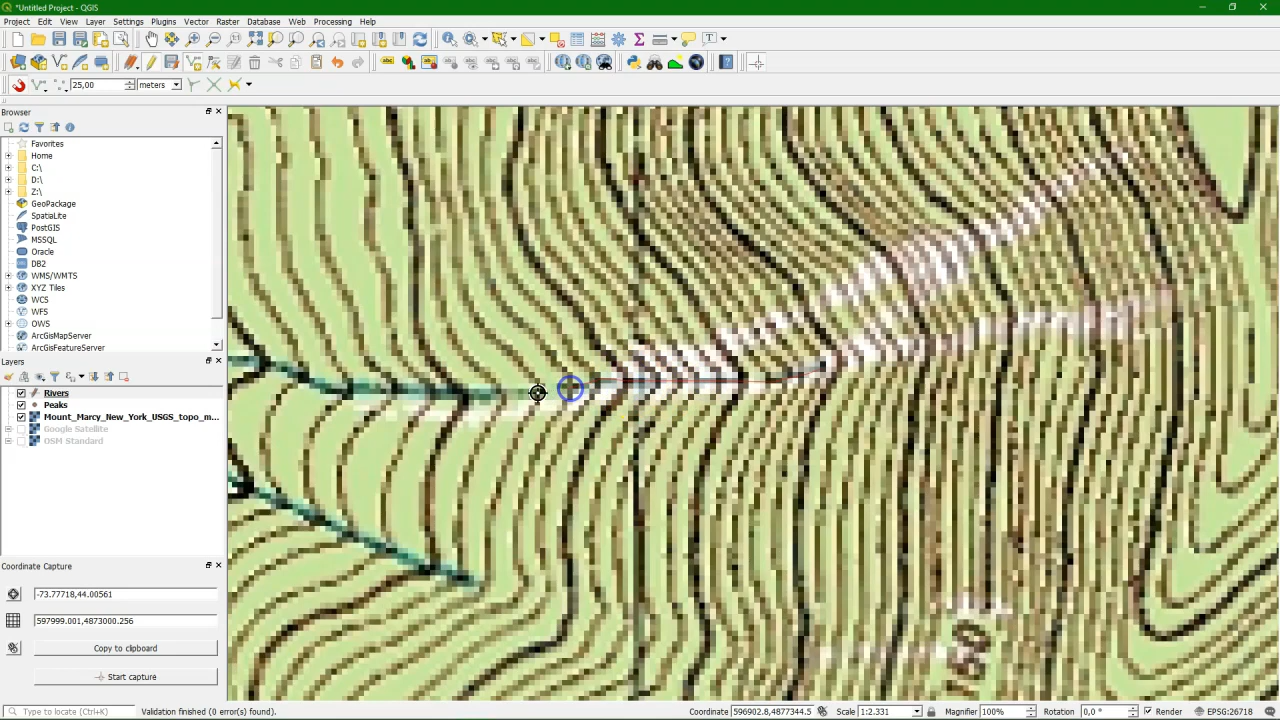 *Untitled Project - QGIS
Project Edit View Layer Settings Plugins Vector Raster Database Web Processing Help
25,00 meters
Browser
Favorites
Home
C:\
D:\
Z:\
GeoPackage
SpatiaLite
PostGIS
MSSQL
Oracle
DB2
WMS/WMTS
XYZ Tiles
WCS
WFS
OWS
ArcGisMapServer
ArcGisFeatureServer
Layers
Rivers
Peaks
Mount_Marcy_New_York_USGS_topo_m...
Google Satellite
OSM Standard
Coordinate Capture
-73.77718,44.00561
597999.001,4873000.256
Copy to clipboard
Start capture
Type to locate (Ctrl+K) Validation finished (0 error(s) found). Coordinate 596902.8,4877344.5 Scale 1:2.331 Magnifier 100% Rotation 0,0 ° Render EPSG:26718